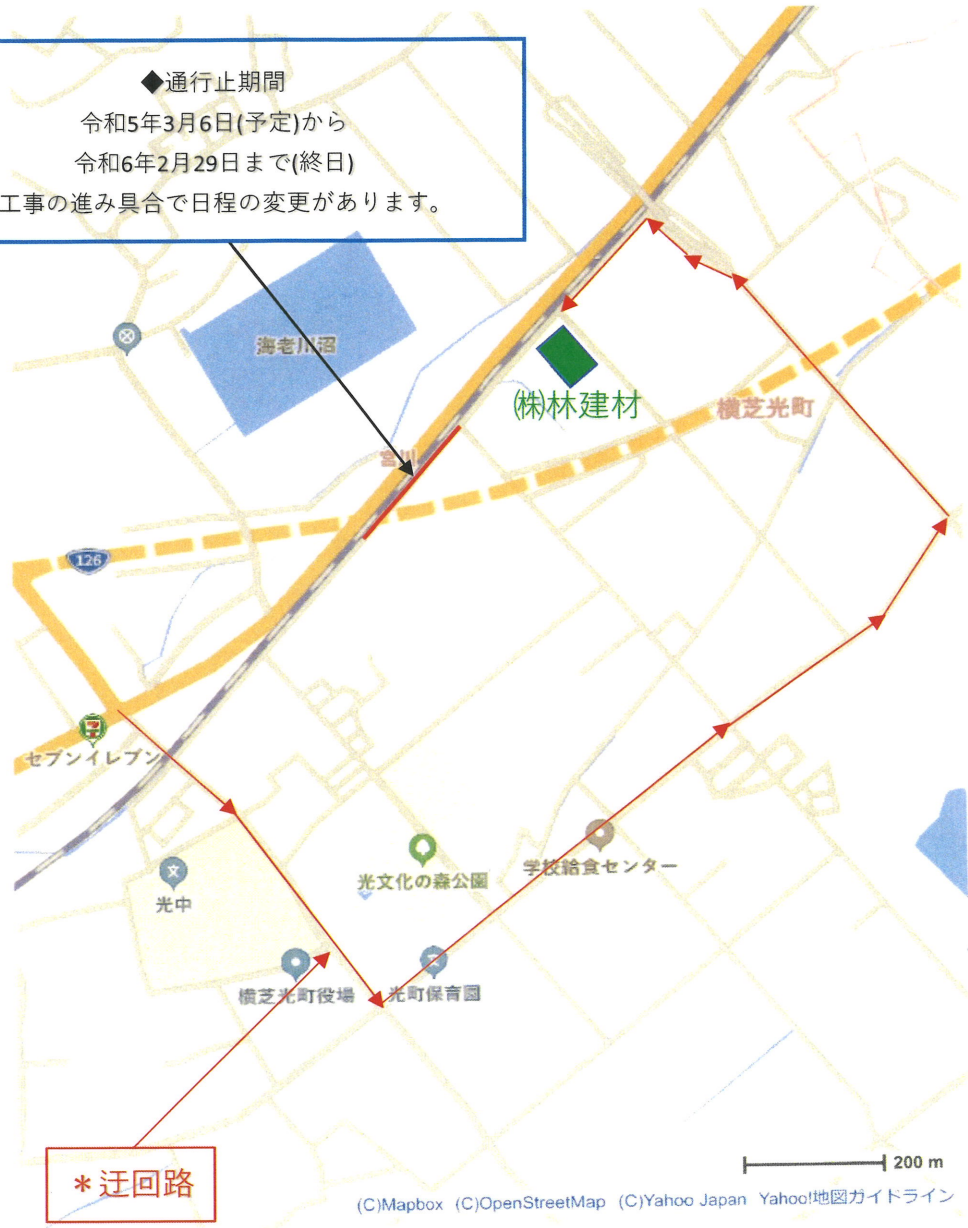 ◆通行止期間
令和5年3月6日(予定)から
令和6年2月29日まで(終日)
工事の進み具合で日程の変更があります。
海老川沼
㈱林建材
横芝光町
宮川
126
セブンイレブン
光文化の森公園
学校給食センター
光中
横芝光町役場
光町保育園
＊迂回路
200 m
(C)Mapbox (C)OpenStreetMap (C)Yahoo Japan Yahoo!地図ガイドライン